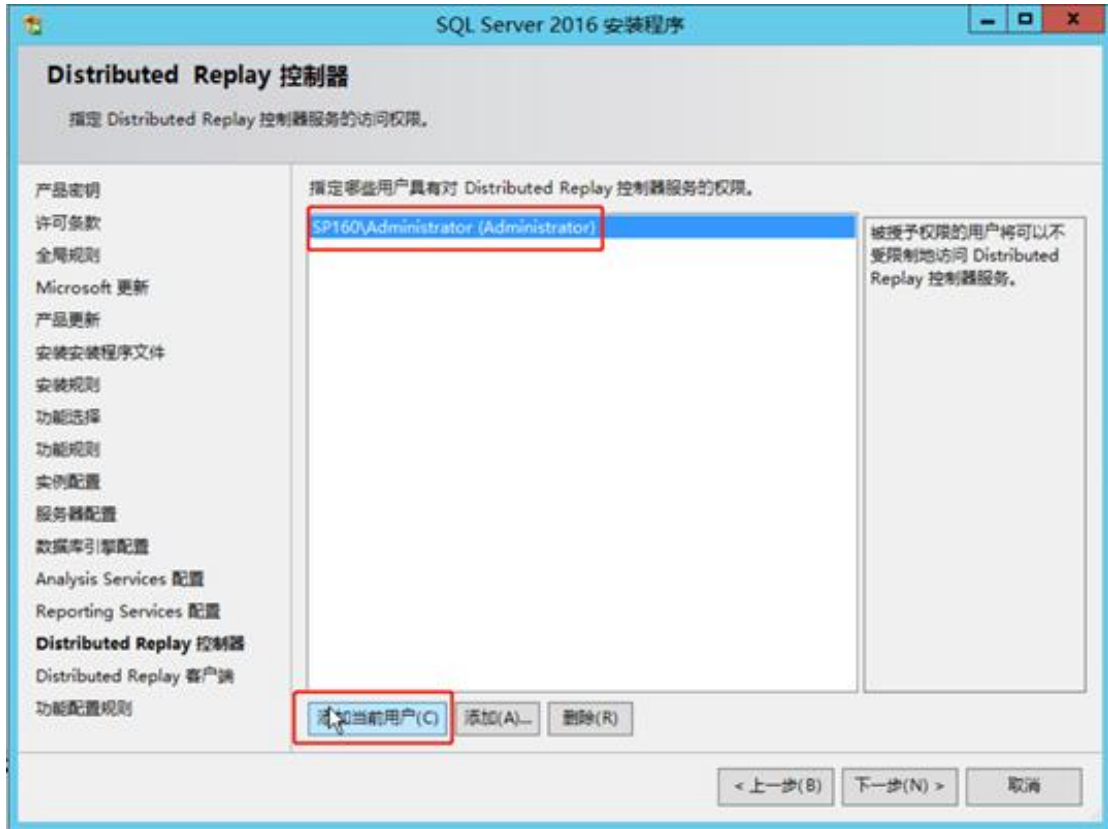 SQL Server 2016 安装程序
Distributed Replay 控制器
指定 Distributed Replay 控制器服务的访问权限。
产品密钥
许可条款
全局规则
Microsoft 更新
产品更新
安装安装程序文件
安装规则
功能选择
功能规则
实例配置
服务器配置
数据库引擎配置
Analysis Services 配置
Reporting Services 配置
Distributed Replay 控制器
Distributed Replay 客户端
功能配置规则
指定哪些用户具有对 Distributed Replay 控制器服务的权限。
SP160\Administrator (Administrator)
被授予权限的用户将可以不
受限制地访问 Distributed
Replay 控制器服务。
添加当前用户(C)
添加(A)...
删除(R)
< 上一步(B)
下一步(N) >
取消